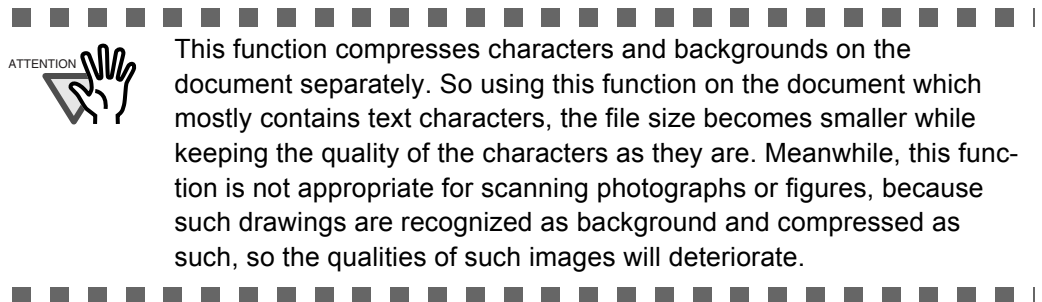 ATTENTION
This function compresses characters and backgrounds on the
document separately. So using this function on the document which
mostly contains text characters, the file size becomes smaller while
keeping the quality of the characters as they are. Meanwhile, this func-
tion is not appropriate for scanning photographs or figures, because
such drawings are recognized as background and compressed as
such, so the qualities of such images will deteriorate.